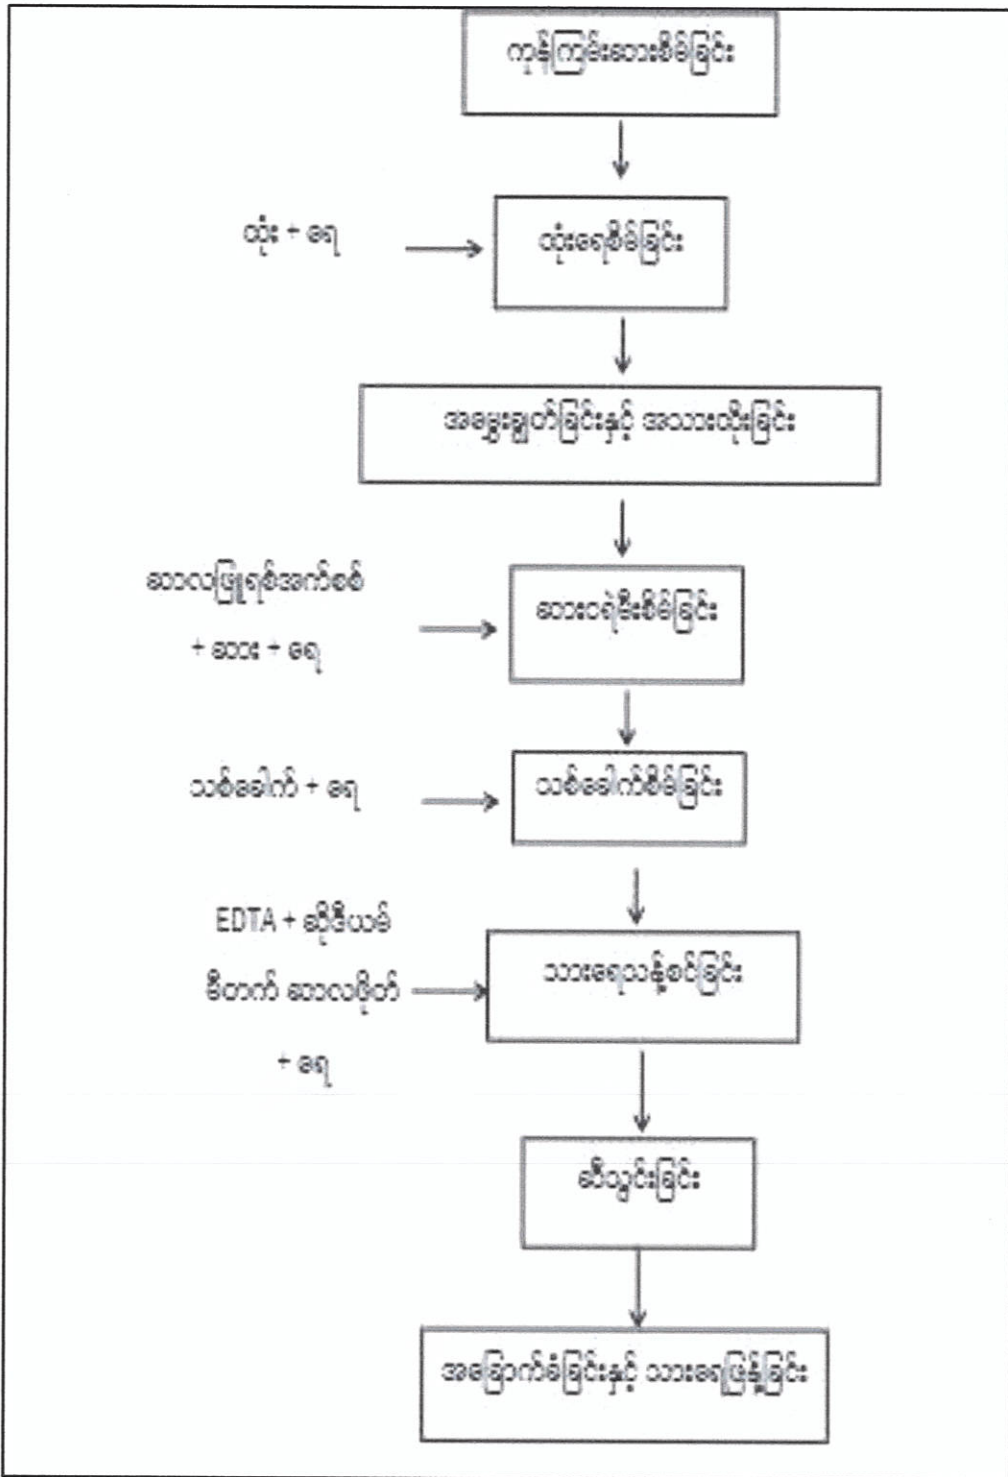 ကုန်ကြမ်းဆားစိမ်ခြင်း
ထုံး + ရေ
ထုံးရေစိမ်ခြင်း
အမွှေးချွတ်ခြင်းနှင့် အသားထိုးခြင်း
ဆာလဖြူရစ်အက်စစ်
+ ဆား + ရေ
ဆားငရဲမီးစိမ်ခြင်း
သစ်ခေါက် + ရေ
သစ်ခေါက်စိမ်ခြင်း
EDTA + ဆိုဒီယမ်
မီတက် ဆာလဖိုတ်
+ ရေ
သားရေသန့်စင်ခြင်း
ဆီသွင်းခြင်း
အခြောက်ခံခြင်းနှင့် သားရေဖြန့်ခြင်း